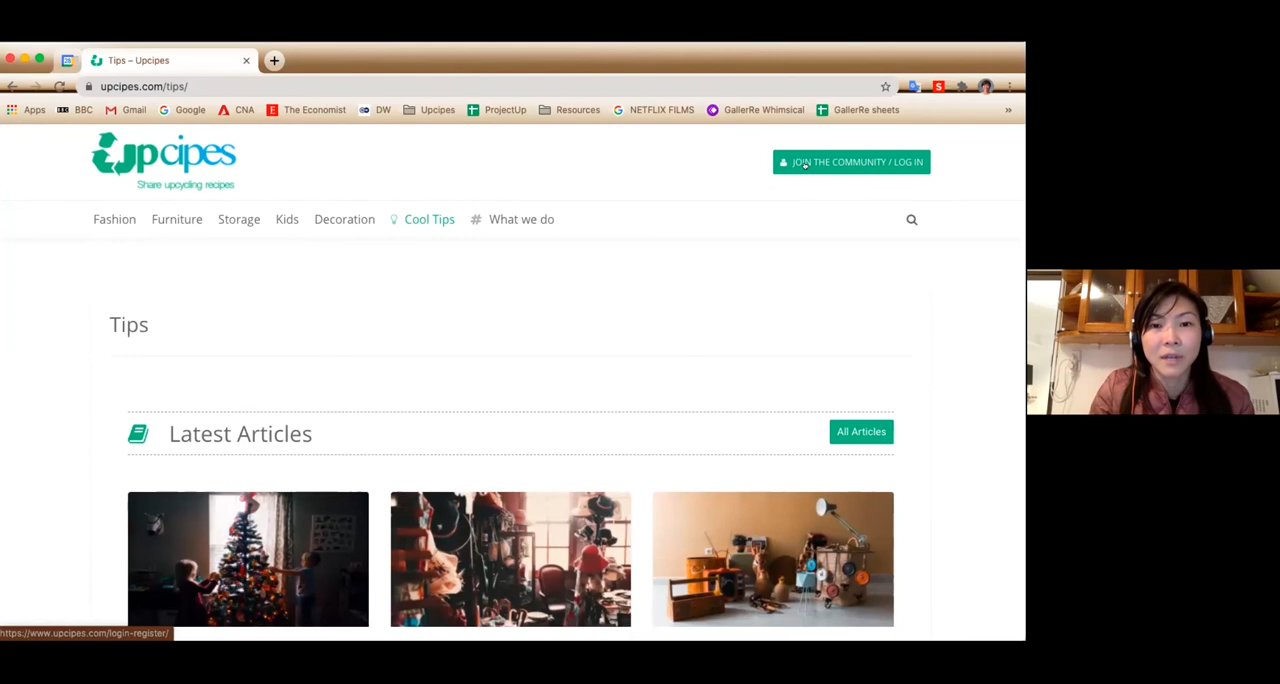 Tips – Upcipes
upcipes.com/tips/
Apps BBC Gmail Google CNA The Economist DW Upcipes ProjectUp Resources NETFLIX FILMS GallerRe Whimsical GallerRe sheets »
upcipes
Share upcycling recipes
JOIN THE COMMUNITY / LOG IN
Fashion Furniture Storage Kids Decoration Cool Tips # What we do
Tips
Latest Articles
All Articles
https://www.upcipes.com/login-register/